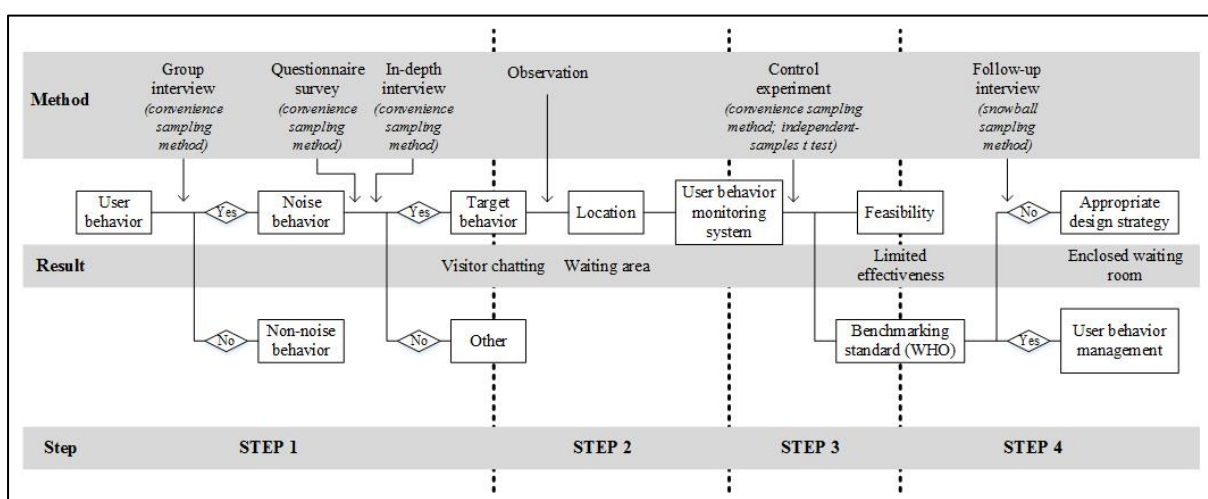 Method
Group
interview
(convenience
sampling
method)
Questionnaire
survey
(convenience
sampling
method)
In-depth
interview
(convenience
sampling
method)
Observation
Control
experiment
(convenience sampling
method; independent-
samples t test)
Follow-up
interview
(snowball
sampling
method)
User
behavior
Yes
Noise
behavior
Yes
Target
behavior
Location
User behavior
monitoring
system
Feasibility
No
Appropriate
design strategy
Result
Visitor chatting
Waiting area
Limited
effectiveness
Enclosed waiting
room
No
Non-noise
behavior
No
Other
Benchmarking
standard (WHO)
Yes
User behavior
management
Step
STEP 1
STEP 2
STEP 3
STEP 4